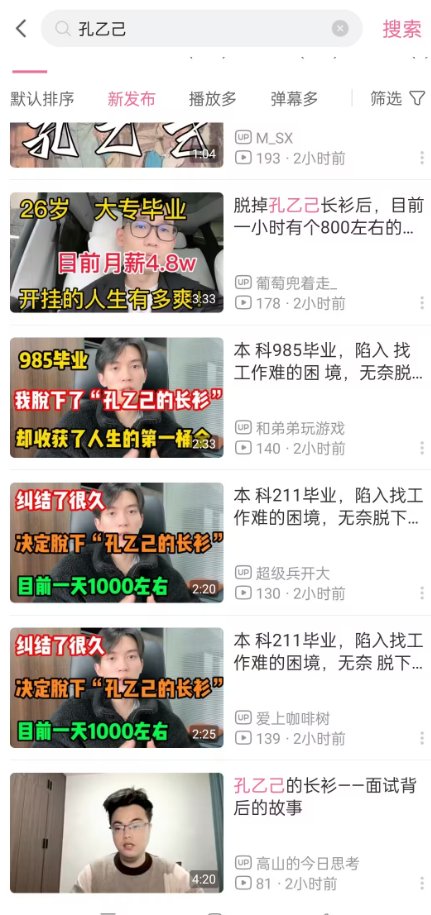 孔乙己
搜索
默认排序
新发布
播放多
弹幕多
筛选
孔乙己
1:04
UP M_SX
193 · 2小时前
26岁 大专毕业
目前月薪4.8w
开挂的人生有多爽！
3:33
脱掉孔乙己长衫后，目前
一小时有个800左右的...
UP 葡萄兜着走_
178 · 2小时前
985毕业
我脱下了“孔乙己的长衫”
却收获了人生的第一桶金
2:33
本 科985毕业，陷入 找
工作难的困 境，无奈脱...
UP 和弟弟玩游戏
140 · 2小时前
纠结了很久
决定脱下“孔乙己的长衫”
目前一天1000左右
2:20
本 科211毕业，陷入找工
作难的困境，无奈脱下...
UP 超级兵开大
130 · 2小时前
纠结了很久
决定脱下“孔乙己的长衫”
目前一天1000左右
2:25
本 科211毕业，陷入找工
作难的困境，无奈 脱下...
UP 爱上咖啡树
139 · 2小时前
4:20
孔乙己的长衫——面试背
后的故事
UP 高山的今日思考
81 · 2小时前